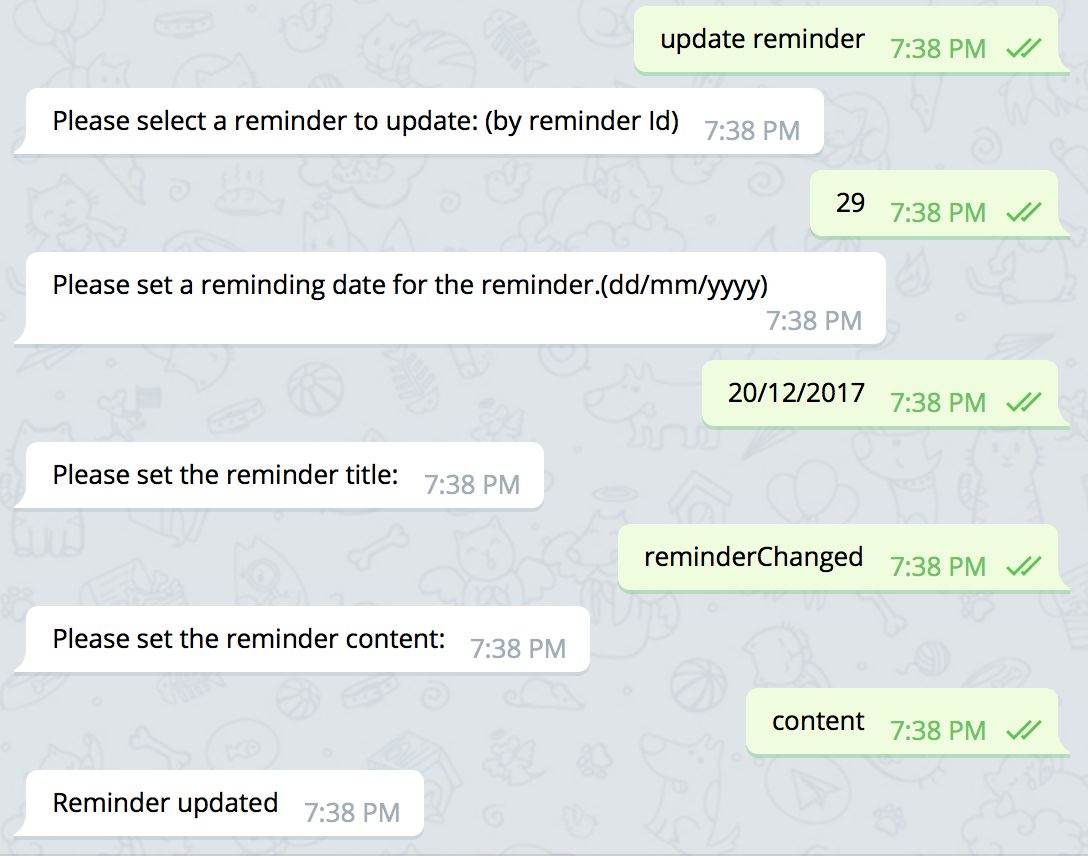 update reminder 7:38 PM
Please select a reminder to update: (by reminder Id) 7:38 PM
29 7:38 PM
Please set a reminding date for the reminder.(dd/mm/yyyy)
7:38 PM
20/12/2017 7:38 PM
Please set the reminder title: 7:38 PM
reminderChanged 7:38 PM
Please set the reminder content: 7:38 PM
content 7:38 PM
Reminder updated 7:38 PM